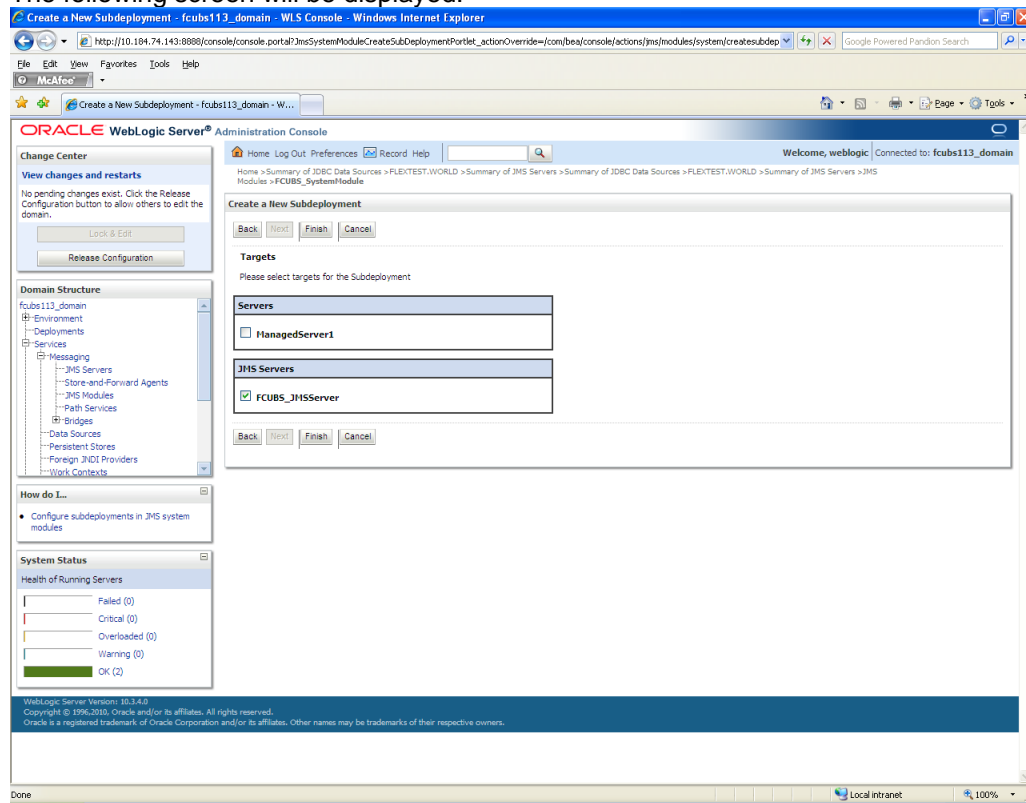 The following screen will be displayed:
Create a New Subdeployment - fcubs113_domain - WLS Console - Windows Internet Explorer
http://10.184.74.143:8888/console/console.portal?JmsSystemModuleCreateSubDeploymentPortlet_actionOverride=/com/bea/console/actions/jms/modules/system/createsubdep
Google Powered Pandion Search
File Edit View Favorites Tools Help
McAfee
Create a New Subdeployment - fcubs113_domain - W...
Page Tools
ORACLE WebLogic Server® Administration Console
Change Center
View changes and restarts
No pending changes exist. Click the Release
Configuration button to allow others to edit the
domain.
Lock & Edit
Release Configuration
Domain Structure
fcubs113_domain
Environment
Deployments
Services
Messaging
JMS Servers
Store-and-Forward Agents
JMS Modules
Path Services
Bridges
Data Sources
Persistent Stores
Foreign JNDI Providers
Work Contexts
How do I...
Configure subdeployments in JMS system
modules
System Status
Health of Running Servers
Failed (0)
Critical (0)
Overloaded (0)
Warning (0)
OK (2)
Home Log Out Preferences Record Help
Welcome, weblogic Connected to: fcubs113_domain
Home >Summary of JDBC Data Sources >FLEXTEST.WORLD >Summary of JMS Servers >Summary of JDBC Data Sources >FLEXTEST.WORLD >Summary of JMS Servers >JMS
Modules >FCUBS_SystemModule
Create a New Subdeployment
Back Next Finish Cancel
Targets
Please select targets for the Subdeployment
Servers
ManagedServer1
JMS Servers
FCUBS_JMSServer
Back Next Finish Cancel
WebLogic Server Version: 10.3.4.0
Copyright © 1996,2010, Oracle and/or its affiliates. All rights reserved.
Oracle is a registered trademark of Oracle Corporation and/or its affiliates. Other names may be trademarks of their respective owners.
Done
Local intranet
100%